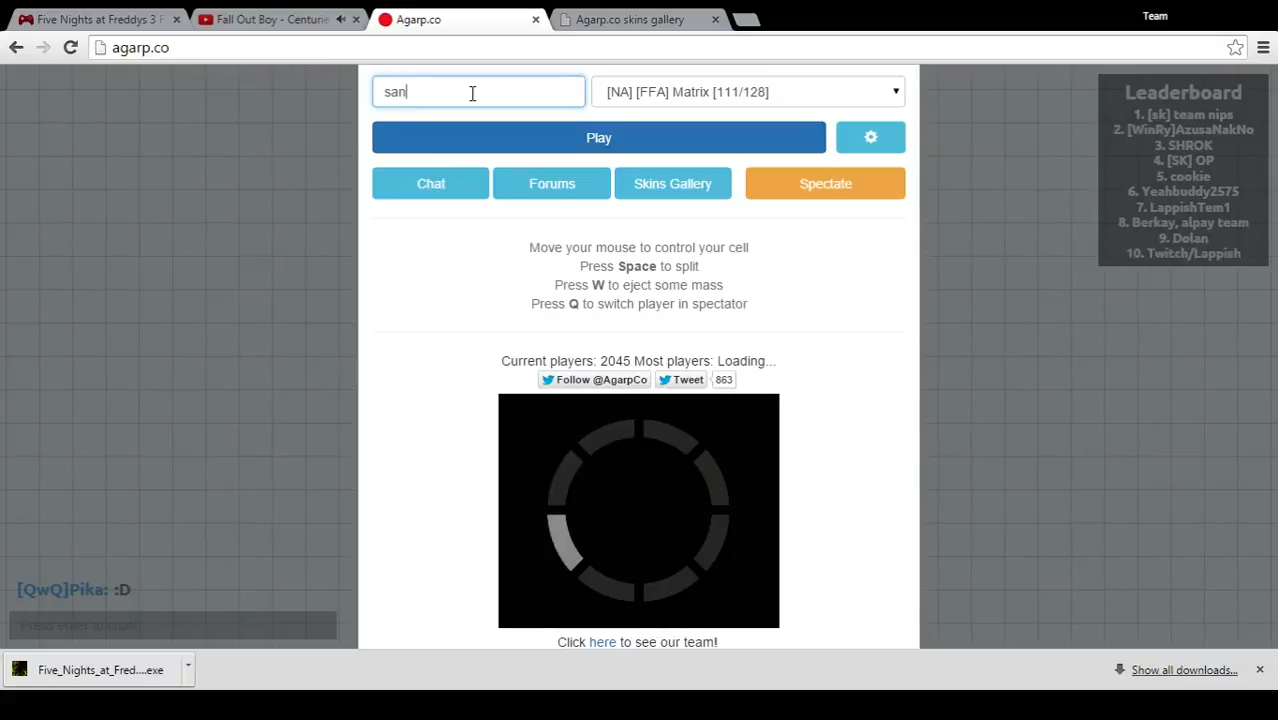 Five Nights at Freddys 3 F
Fall Out Boy - Centurie
Agarp.co
Agarp.co skins gallery
Team
agarp.co
san
[NA] [FFA] Matrix [111/128]
Play
Chat
Forums
Skins Gallery
Spectate
Move your mouse to control your cell
Press Space to split
Press W to eject some mass
Press Q to switch player in spectator
Current players: 2045 Most players: Loading...
Follow @AgarpCo
Tweet
863
Click here to see our team!
Leaderboard
1. [sk] team nips
2. [WinRy]AzusaNakNo
3. SHROK
4. [SK] OP
5. cookie
6. Yeahbuddy2575
7. LappishTem1
8. Berkay, alpay team
9. Dolan
10. Twitch/Lappish
[QwQ]Pika: :D
Press enter to chat!
Five_Nights_at_Fred....exe
Show all downloads...